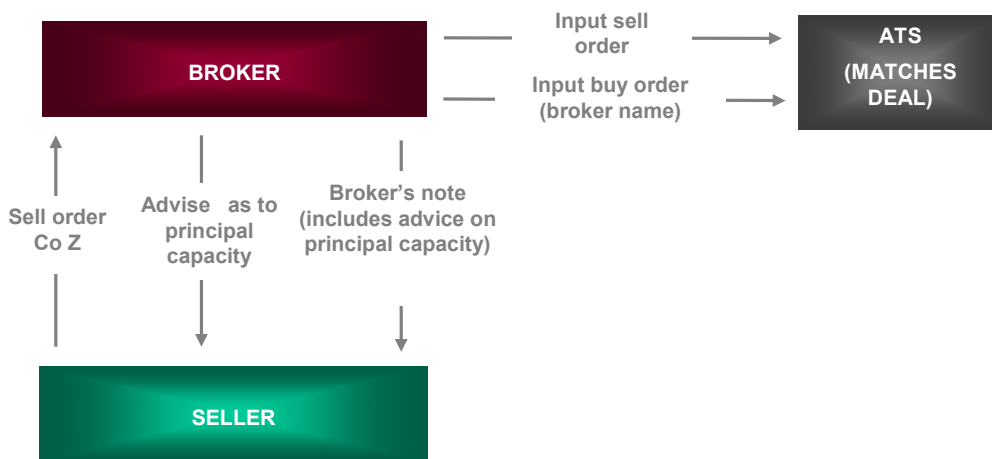 BROKER
Input sell
order
Input buy order
(broker name)
ATS
(MATCHES
DEAL)
Sell order
Co Z
Advise as to
principal
capacity
Broker's note
(includes advice on
principal capacity)
SELLER